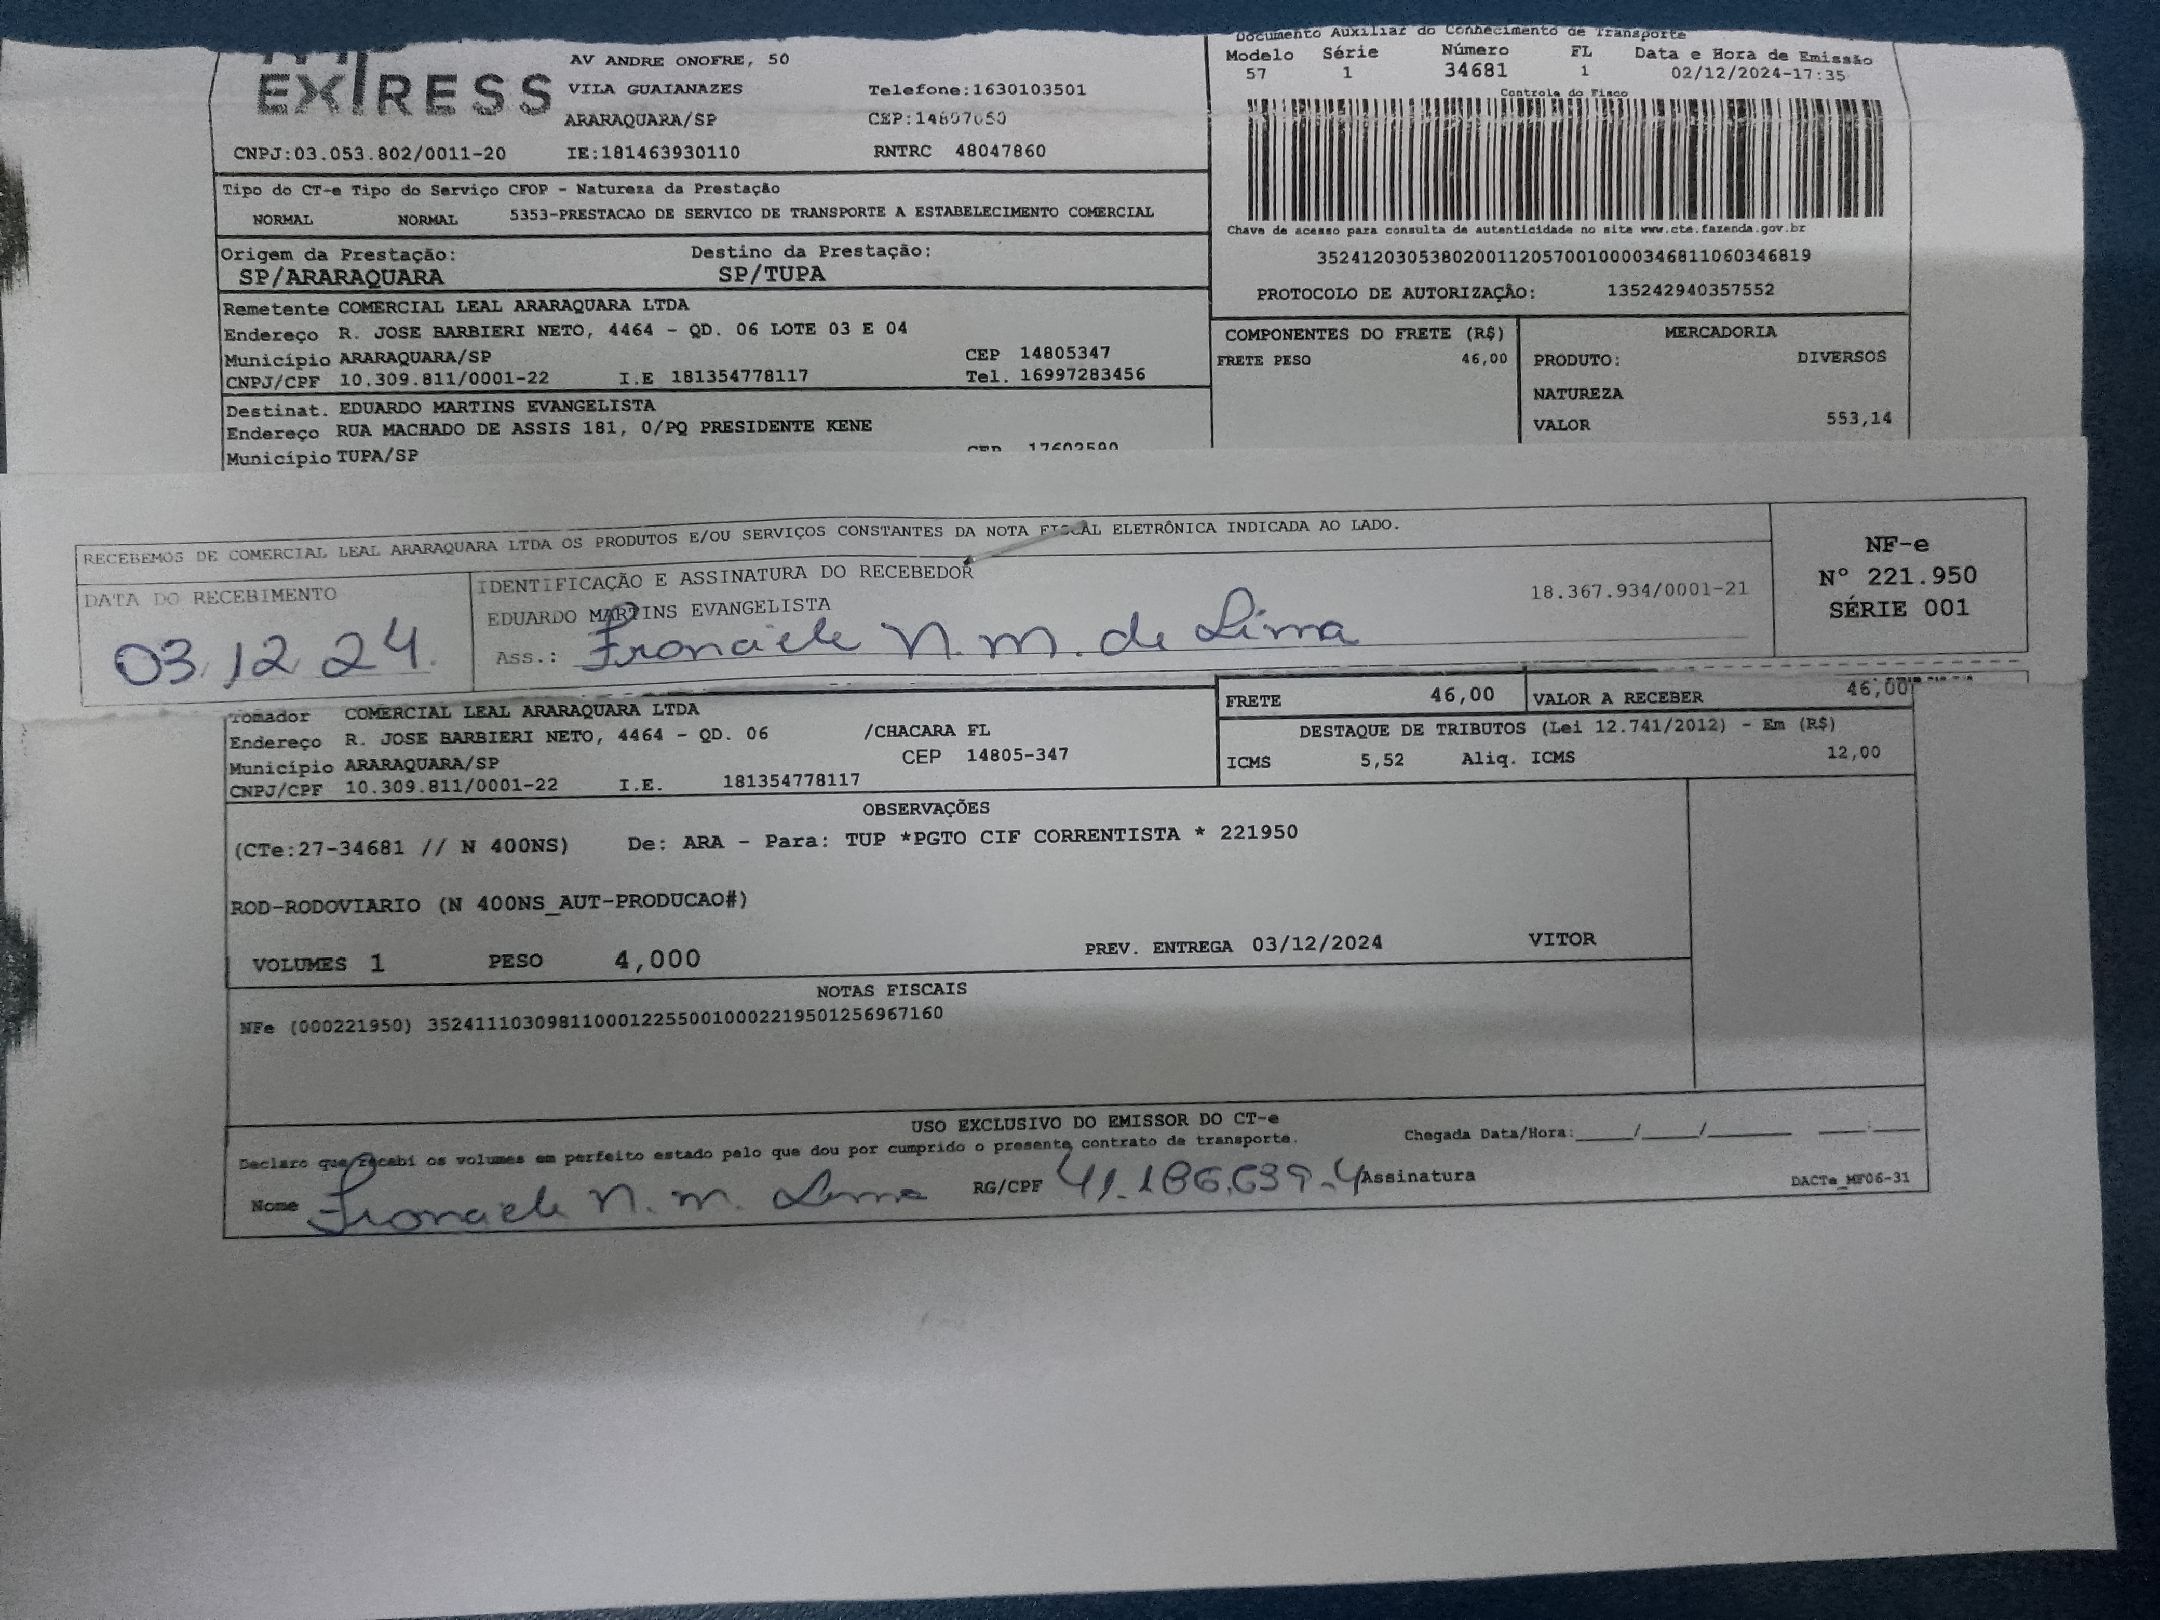 EXPRESS
AV ANDRE ONOFRE, 50
VILA GUAIANAZES Telefone:1630103501
ARARAQUARA/SP CEP:14807050
CNPJ:03.053.802/0011-20 IE:181463930110 RNTRC 48047860
Documento Auxiliar do Conhecimento de Transporte
Modelo Série Número FL Data e Hora de Emissão
57 1 34681 1 02/12/2024-17:35
Controle do Fisco
Chave de acesso para consulta de autenticidade no site www.cte.fazenda.gov.br
35241203053802001120570010000346811060346819
PROTOCOLO DE AUTORIZAÇÃO: 135242940357552
Tipo do CT-e Tipo do Serviço CFOP - Natureza da Prestação
NORMAL NORMAL 5353-PRESTACAO DE SERVICO DE TRANSPORTE A ESTABELECIMENTO COMERCIAL
Origem da Prestação: Destino da Prestação:
SP/ARARAQUARA SP/TUPA
Remetente COMERCIAL LEAL ARARAQUARA LTDA
Endereço R. JOSE BARBIERI NETO, 4464 - QD. 06 LOTE 03 E 04
Município ARARAQUARA/SP CEP 14805347
CNPJ/CPF 10.309.811/0001-22 I.E 181354778117 Tel. 16997283456
Destinat. EDUARDO MARTINS EVANGELISTA
Endereço RUA MACHADO DE ASSIS 181, 0/PQ PRESIDENTE KENE
Município TUPA/SP CEP 17602590
COMPONENTES DO FRETE (R$) MERCADORIA
FRETE PESO 46,00 PRODUTO: DIVERSOS
NATUREZA
VALOR 553,14
RECEBEMOS DE COMERCIAL LEAL ARARAQUARA LTDA OS PRODUTOS E/OU SERVIÇOS CONSTANTES DA NOTA FISCAL ELETRÔNICA INDICADA AO LADO.
DATA DO RECEBIMENTO
03/12 24.
IDENTIFICAÇÃO E ASSINATURA DO RECEBEDOR
EDUARDO MARTINS EVANGELISTA 18.367.934/0001-21
Ass.: Franciele N. M. de Lima
NF-e
Nº 221.950
SÉRIE 001
Tomador COMERCIAL LEAL ARARAQUARA LTDA
Endereço R. JOSE BARBIERI NETO, 4464 - QD. 06 /CHACARA FL
Município ARARAQUARA/SP CEP 14805-347
CNPJ/CPF 10.309.811/0001-22 I.E. 181354778117
FRETE 46,00 VALOR A RECEBER 46,00
DESTAQUE DE TRIBUTOS (Lei 12.741/2012) - Em (R$)
ICMS 5,52 Aliq. ICMS 12,00
OBSERVAÇÕES
(CTe:27-34681 // N 400NS) De: ARA - Para: TUP *PGTO CIF CORRENTISTA * 221950
ROD-RODOVIARIO (N 400NS_AUT-PRODUCAO#)
VOLUMES 1 PESO 4,000 PREV. ENTREGA 03/12/2024 VITOR
NOTAS FISCAIS
NFe (000221950) 35241110309811000122550010002219501256967160
USO EXCLUSIVO DO EMISSOR DO CT-e
Declaro que recebi os volumes em perfeito estado pelo que dou por cumprido o presente contrato de transporte. Chegada Data/Hora:____/____/______ ____:____
Nome Franciele N. M. Lima RG/CPF 41.186.639-4 Assinatura DACTe_MF06-31